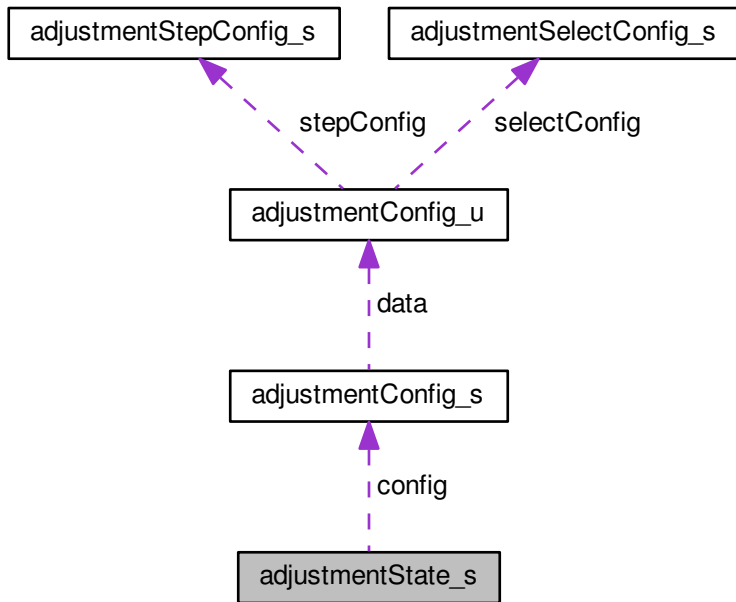 adjustmentStepConfig_s
adjustmentSelectConfig_s
stepConfig
selectConfig
adjustmentConfig_u
data
adjustmentConfig_s
config
adjustmentState_s